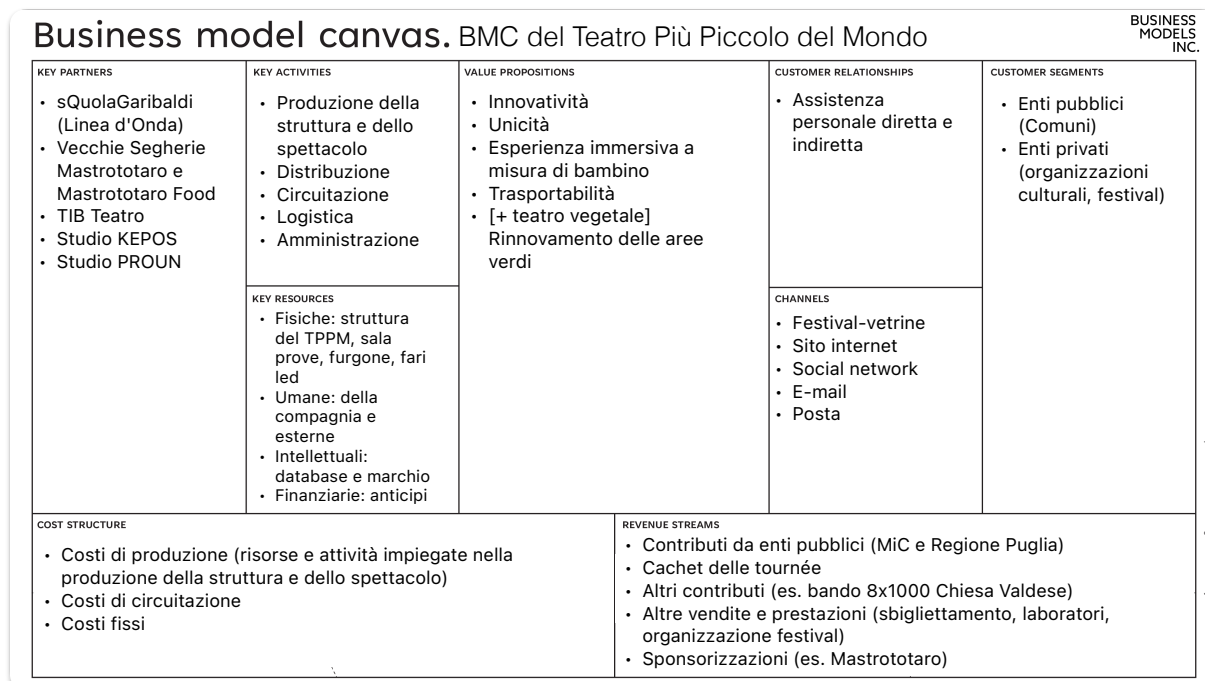 Business model canvas. BMC del Teatro Più Piccolo del Mondo
BUSINESS
MODELS
INC.
KEY PARTNERS
• sQuolaGaribaldi
(Linea d'Onda)
• Vecchie Segherie
Mastrototaro e
Mastrototaro Food
• TIB Teatro
• Studio KEPOS
• Studio PROUN
KEY ACTIVITIES
• Produzione della
struttura e dello
spettacolo
• Distribuzione
• Circuitazione
• Logistica
• Amministrazione
KEY RESOURCES
• Fisiche: struttura
del TPPM, sala
prove, furgone, fari
led
• Umane: della
compagnia e
esterne
• Intellettuali:
database e marchio
• Finanziarie: anticipi
VALUE PROPOSITIONS
• Innovatività
• Unicità
• Esperienza immersiva a
misura di bambino
• Trasportabilità
• [+ teatro vegetale]
Rinnovamento delle aree
verdi
CUSTOMER RELATIONSHIPS
• Assistenza
personale diretta e
indiretta
CHANNELS
• Festival-vetrine
• Sito internet
• Social network
• E-mail
• Posta
CUSTOMER SEGMENTS
• Enti pubblici
(Comuni)
• Enti privati
(organizzazioni
culturali, festival)
COST STRUCTURE
• Costi di produzione (risorse e attività impiegate nella
produzione della struttura e dello spettacolo)
• Costi di circuitazione
• Costi fissi
REVENUE STREAMS
• Contributi da enti pubblici (MiC e Regione Puglia)
• Cachet delle tournée
• Altri contributi (es. bando 8x1000 Chiesa Valdese)
• Altre vendite e prestazioni (sbigliettamento, laboratori,
organizzazione festival)
• Sponsorizzazioni (es. Mastrototaro)